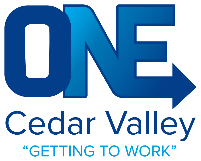 ONE
Cedar Valley
“GETTING TO WORK”